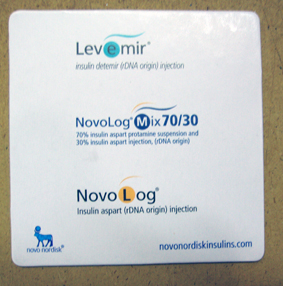 Levemir®
insulin detemir (rDNA origin) injection
NovoLog® Mix 70/30
70% insulin aspart protamine suspension and
30% insulin aspart injection, (rDNA origin)
NovoLog®
Insulin aspart (rDNA origin) injection
novo nordisk®
novonordiskinsulins.com